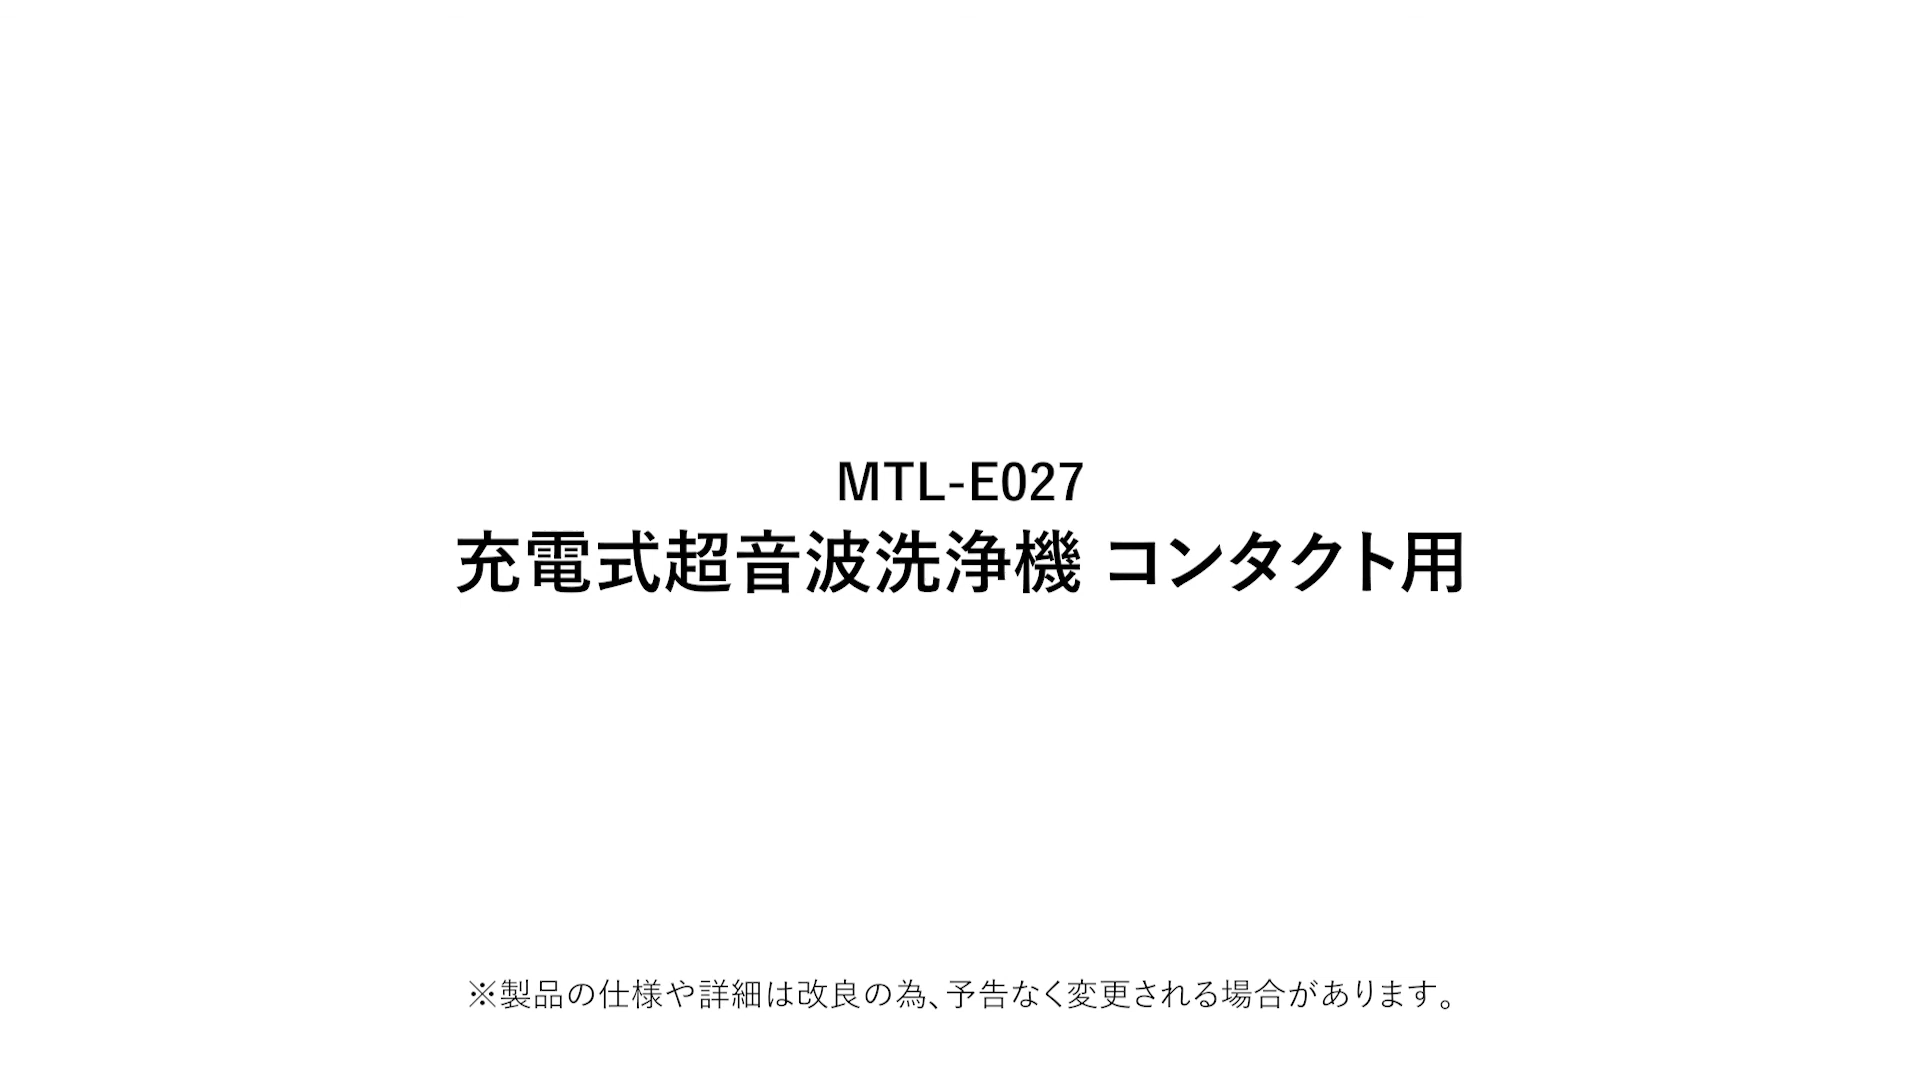 MTL-E027
充電式超音波洗浄機 コンタクト用
※製品の仕様や詳細は改良の為、予告なく変更される場合があります。